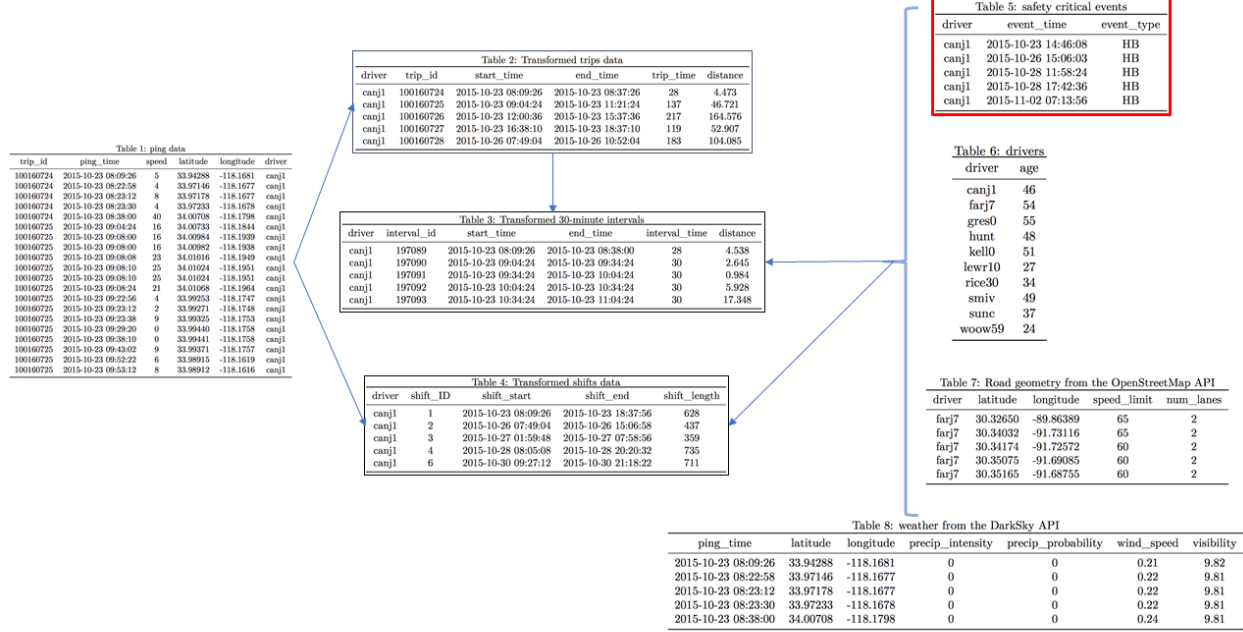 Table 1: ping data
trip_id ping_time speed latitude longitude driver
100160724 2015-10-23 08:09:26 5 33.94288 -118.1681 canj1
100160724 2015-10-23 08:22:58 4 33.97146 -118.1677 canj1
100160724 2015-10-23 08:23:12 8 33.97178 -118.1677 canj1
100160724 2015-10-23 08:23:30 4 33.97233 -118.1678 canj1
100160724 2015-10-23 08:38:00 40 34.00708 -118.1798 canj1
100160725 2015-10-23 09:04:24 16 34.00733 -118.1844 canj1
100160725 2015-10-23 09:08:00 16 34.00984 -118.1939 canj1
100160725 2015-10-23 09:08:00 16 34.00982 -118.1938 canj1
100160725 2015-10-23 09:08:08 23 34.01016 -118.1949 canj1
100160725 2015-10-23 09:08:10 25 34.01024 -118.1951 canj1
100160725 2015-10-23 09:08:10 25 34.01024 -118.1951 canj1
100160725 2015-10-23 09:08:24 21 34.01068 -118.1964 canj1
100160725 2015-10-23 09:22:56 4 33.99253 -118.1747 canj1
100160725 2015-10-23 09:23:12 2 33.99271 -118.1748 canj1
100160725 2015-10-23 09:23:38 9 33.99325 -118.1753 canj1
100160725 2015-10-23 09:29:20 0 33.99440 -118.1758 canj1
100160725 2015-10-23 09:38:10 0 33.99441 -118.1758 canj1
100160725 2015-10-23 09:43:02 9 33.99371 -118.1757 canj1
100160725 2015-10-23 09:52:22 6 33.98915 -118.1619 canj1
100160725 2015-10-23 09:53:12 8 33.98912 -118.1616 canj1
Table 2: Transformed trips data
driver trip_id start_time end_time trip_time distance
canj1 100160724 2015-10-23 08:09:26 2015-10-23 08:37:26 28 4.473
canj1 100160725 2015-10-23 09:04:24 2015-10-23 11:21:24 137 46.721
canj1 100160726 2015-10-23 12:00:36 2015-10-23 15:37:36 217 164.576
canj1 100160727 2015-10-23 16:38:10 2015-10-23 18:37:10 119 52.907
canj1 100160728 2015-10-26 07:49:04 2015-10-26 10:52:04 183 104.085
Table 3: Transformed 30-minute intervals
driver interval_id start_time end_time interval_time distance
canj1 197089 2015-10-23 08:09:26 2015-10-23 08:38:00 28 4.538
canj1 197090 2015-10-23 09:04:24 2015-10-23 09:34:24 30 2.645
canj1 197091 2015-10-23 09:34:24 2015-10-23 10:04:24 30 0.984
canj1 197092 2015-10-23 10:04:24 2015-10-23 10:34:24 30 5.928
canj1 197093 2015-10-23 10:34:24 2015-10-23 11:04:24 30 17.348
Table 4: Transformed shifts data
driver shift_ID shift_start shift_end shift_length
canj1 1 2015-10-23 08:09:26 2015-10-23 18:37:56 628
canj1 2 2015-10-26 07:49:04 2015-10-26 15:06:58 437
canj1 3 2015-10-27 01:59:48 2015-10-27 07:58:56 359
canj1 4 2015-10-28 08:05:08 2015-10-28 20:20:32 735
canj1 6 2015-10-30 09:27:12 2015-10-30 21:18:22 711
Table 5: safety critical events
driver event_time event_type
canj1 2015-10-23 14:46:08 HB
canj1 2015-10-26 15:06:03 HB
canj1 2015-10-28 11:58:24 HB
canj1 2015-10-28 17:42:36 HB
canj1 2015-11-02 07:13:56 HB
Table 6: drivers
driver age
canj1 46
farj7 54
gres0 55
hunt 48
kell0 51
lewr10 27
rice30 34
smiv 49
sunc 37
woow59 24
Table 7: Road geometry from the OpenStreetMap API
driver latitude longitude speed_limit num_lanes
farj7 30.32650 -89.86389 65 2
farj7 30.34032 -91.73116 65 2
farj7 30.34174 -91.72572 60 2
farj7 30.35075 -91.69085 60 2
farj7 30.35165 -91.68755 60 2
Table 8: weather from the DarkSky API
ping_time latitude longitude precip_intensity precip_probability wind_speed visibility
2015-10-23 08:09:26 33.94288 -118.1681 0 0 0.21 9.82
2015-10-23 08:22:58 33.97146 -118.1677 0 0 0.22 9.81
2015-10-23 08:23:12 33.97178 -118.1677 0 0 0.22 9.81
2015-10-23 08:23:30 33.97233 -118.1678 0 0 0.22 9.81
2015-10-23 08:38:00 34.00708 -118.1798 0 0 0.24 9.81